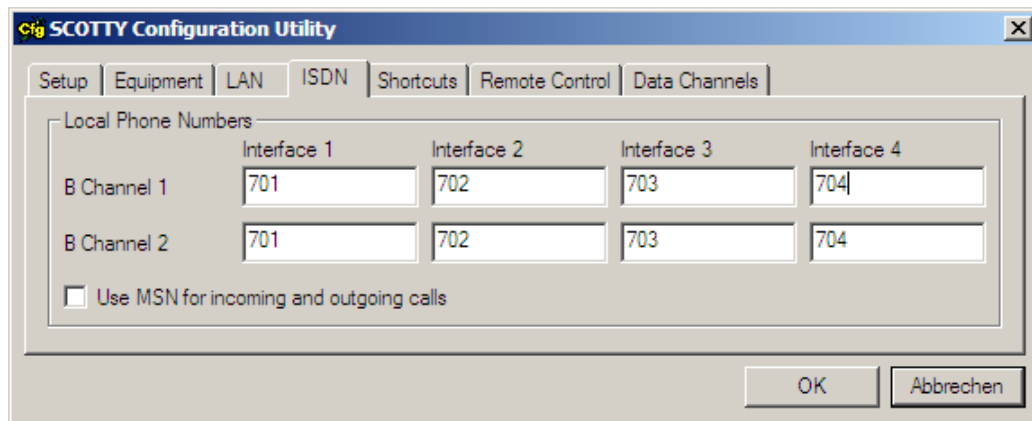 Cfg SCOTTY Configuration Utility
Setup Equipment LAN ISDN Shortcuts Remote Control Data Channels
Local Phone Numbers
Interface 1 Interface 2 Interface 3 Interface 4
B Channel 1 701 702 703 704
B Channel 2 701 702 703 704
Use MSN for incoming and outgoing calls
OK Abbrechen